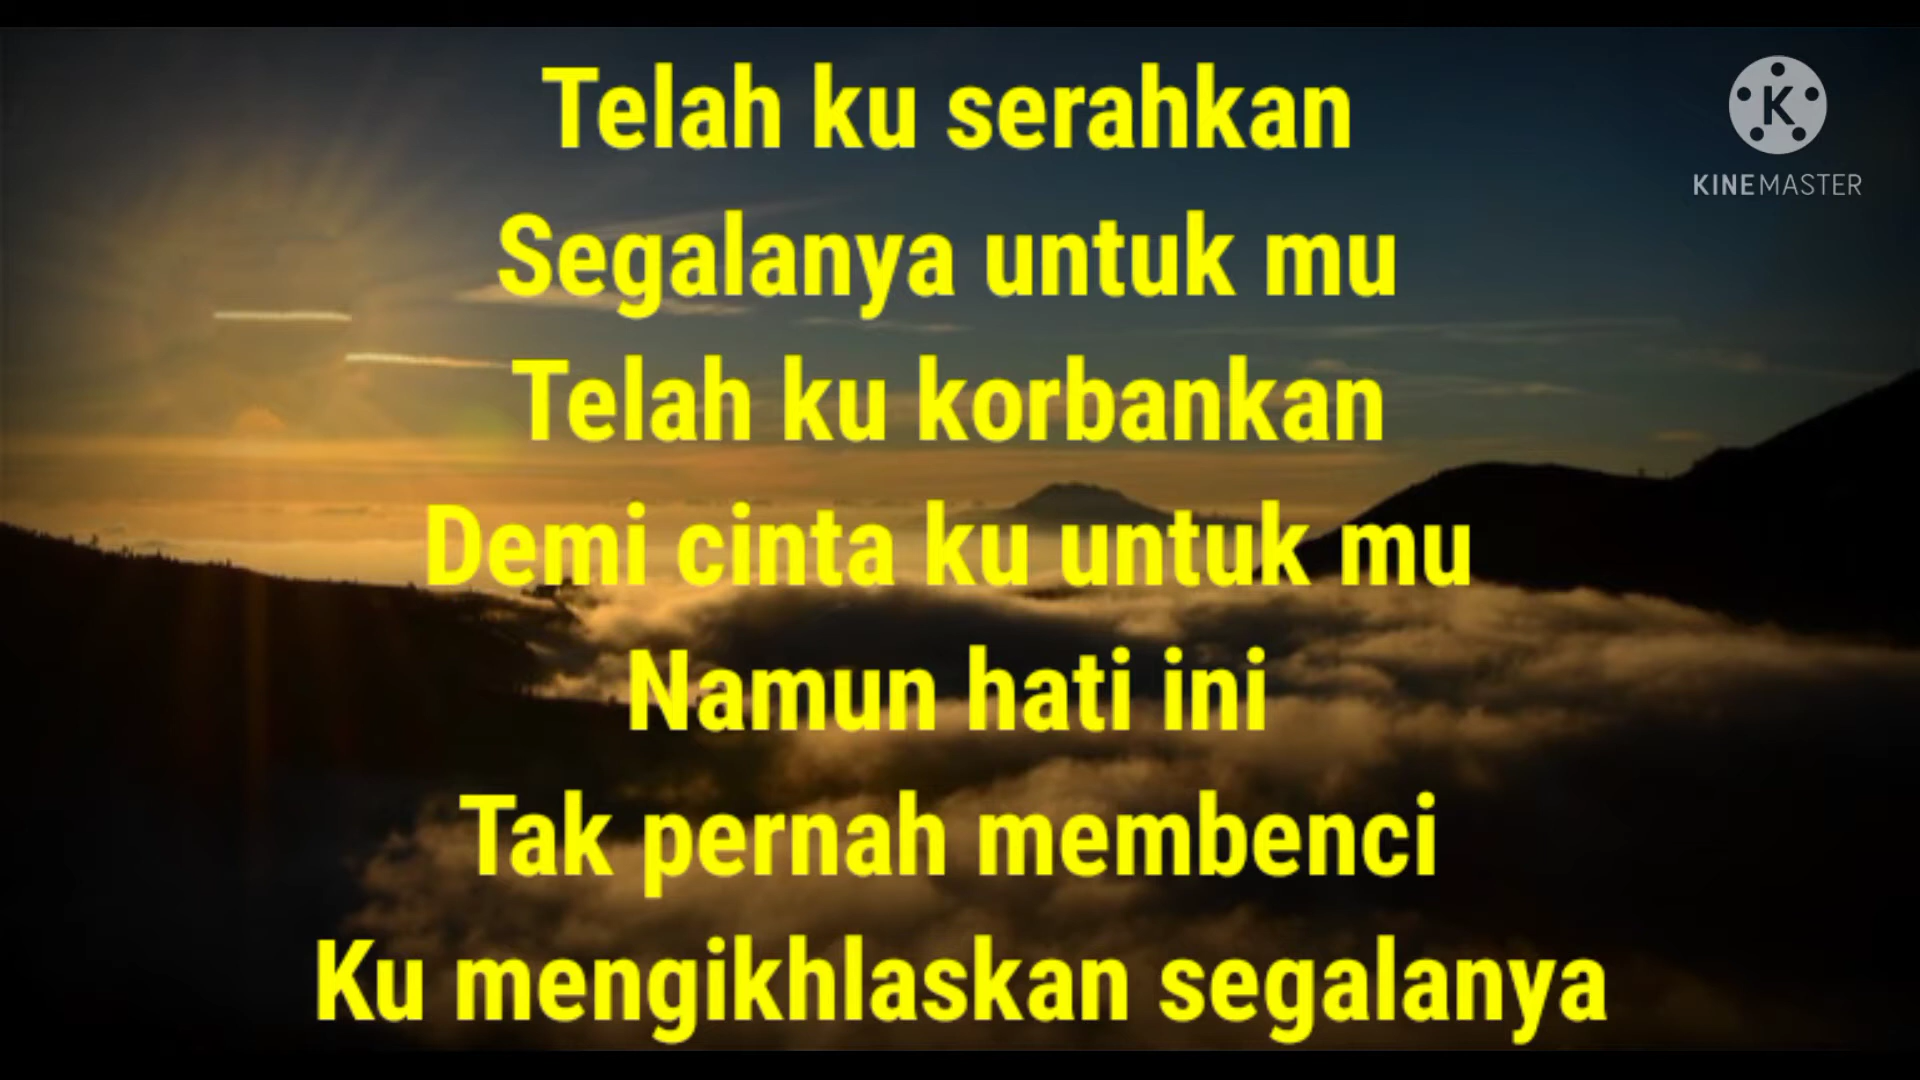 Telah ku serahkan
Segalanya untuk mu
Telah ku korbankan
Demi cinta ku untuk mu
Namun hati ini
Tak pernah membenci
Ku mengikhlaskan segalanya
K
KINEMASTER